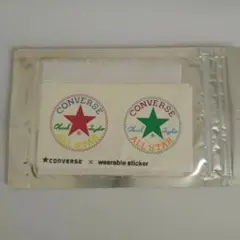 CONVERSE
Chuck Taylor
ALL STAR
CONVERSE
Chuck Taylor
ALL STAR
★CONVERSE × wearable sticker